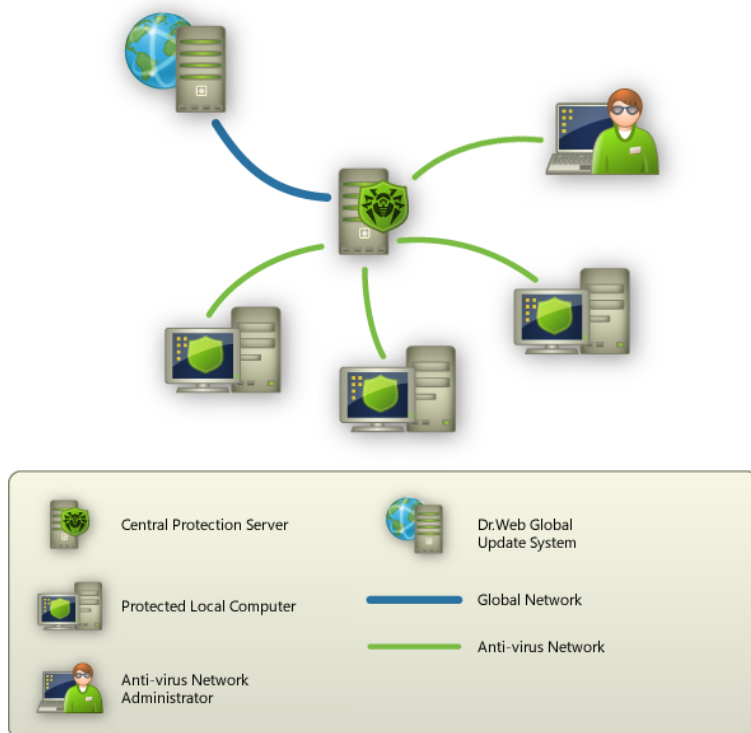 Central Protection Server
Dr.Web Global
Update System
Protected Local Computer
Global Network
Anti-virus Network
Anti-virus Network
Administrator